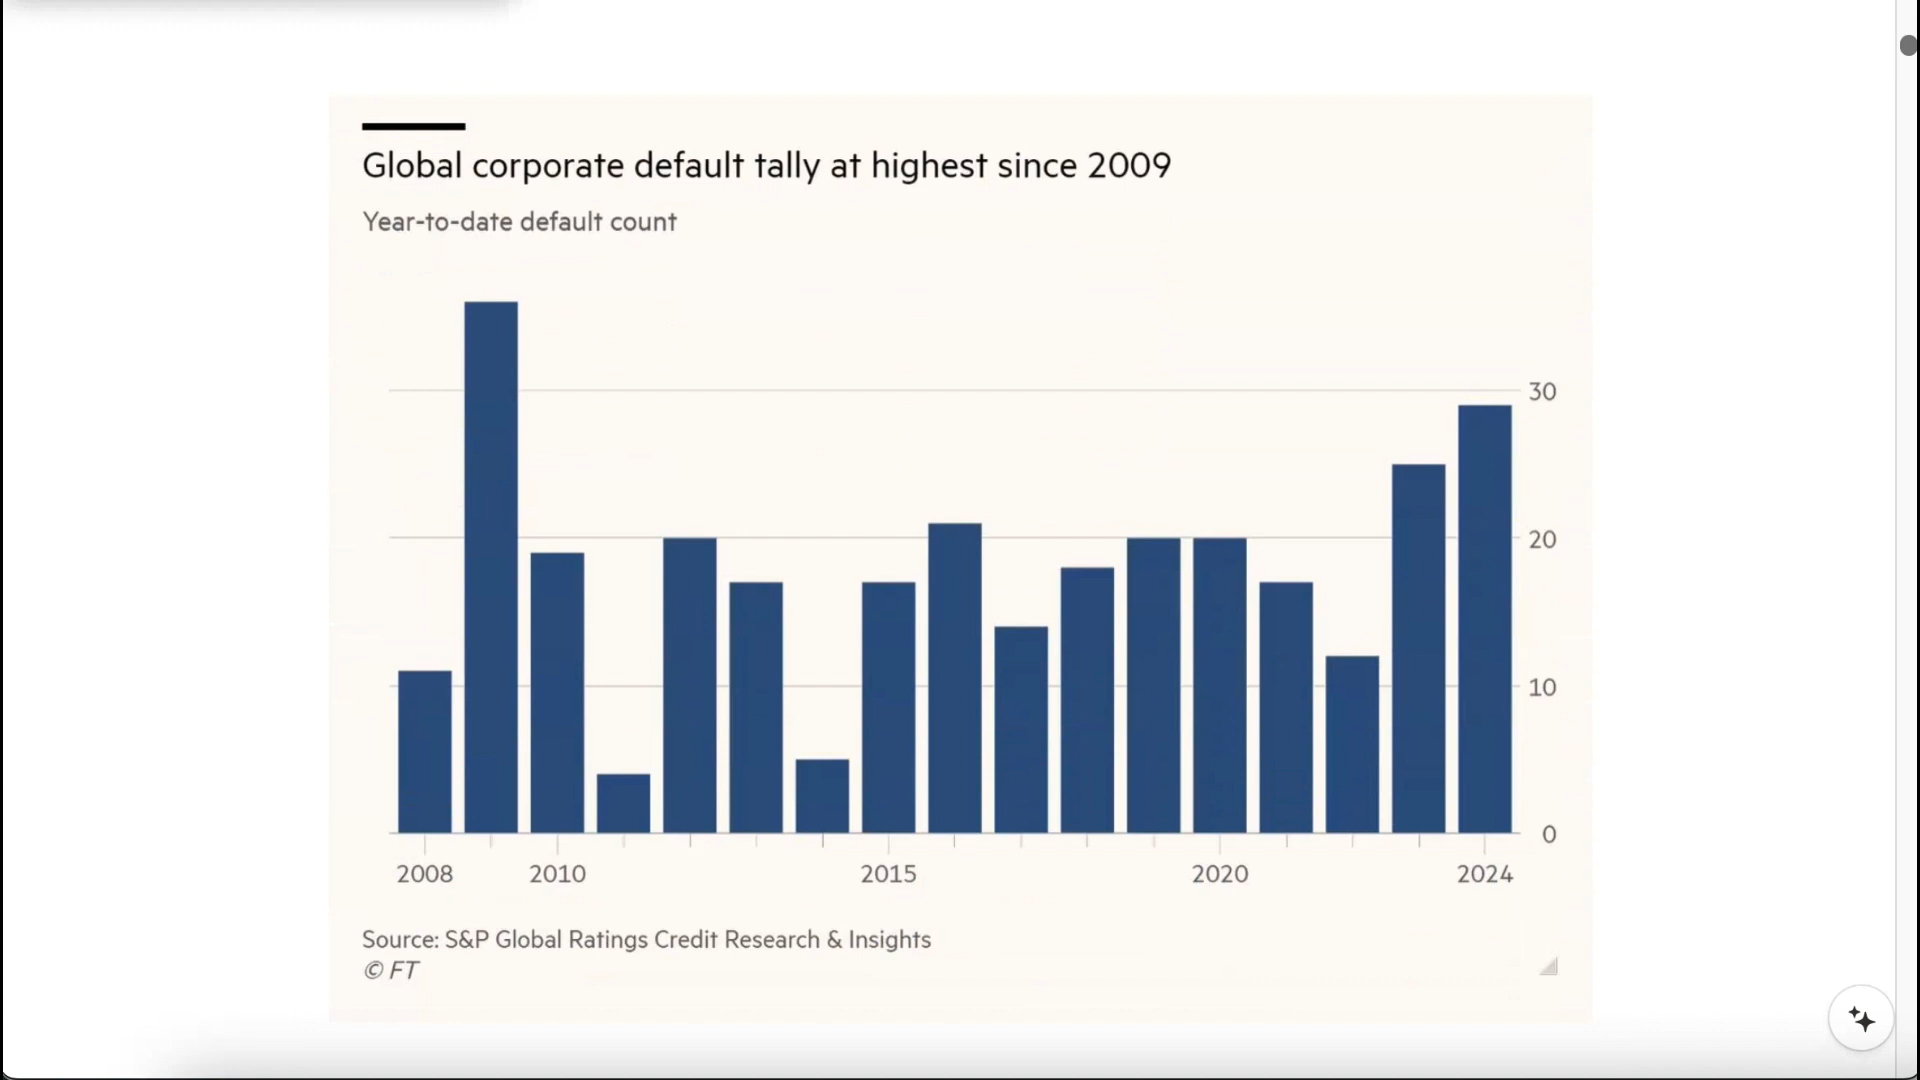 Global corporate default tally at highest since 2009
Year-to-date default count
30
20
10
0
2008 2010 2015 2020 2024
Source: S&P Global Ratings Credit Research & Insights
© FT